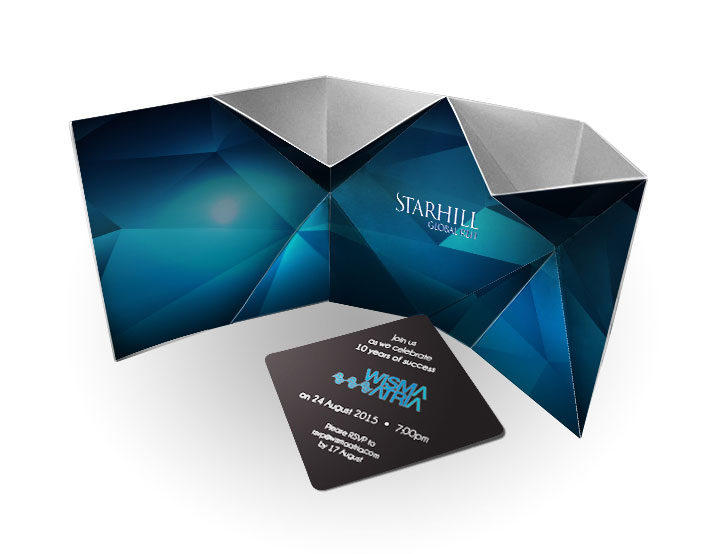 STARHILL
GLOBAL REIT
join us
as we celebrate
10 years of success
WISMA
ATRIA
on 24 August 2015 • 7:00pm
Please RSVP to
rsvp@wismaatria.com
by 17 August